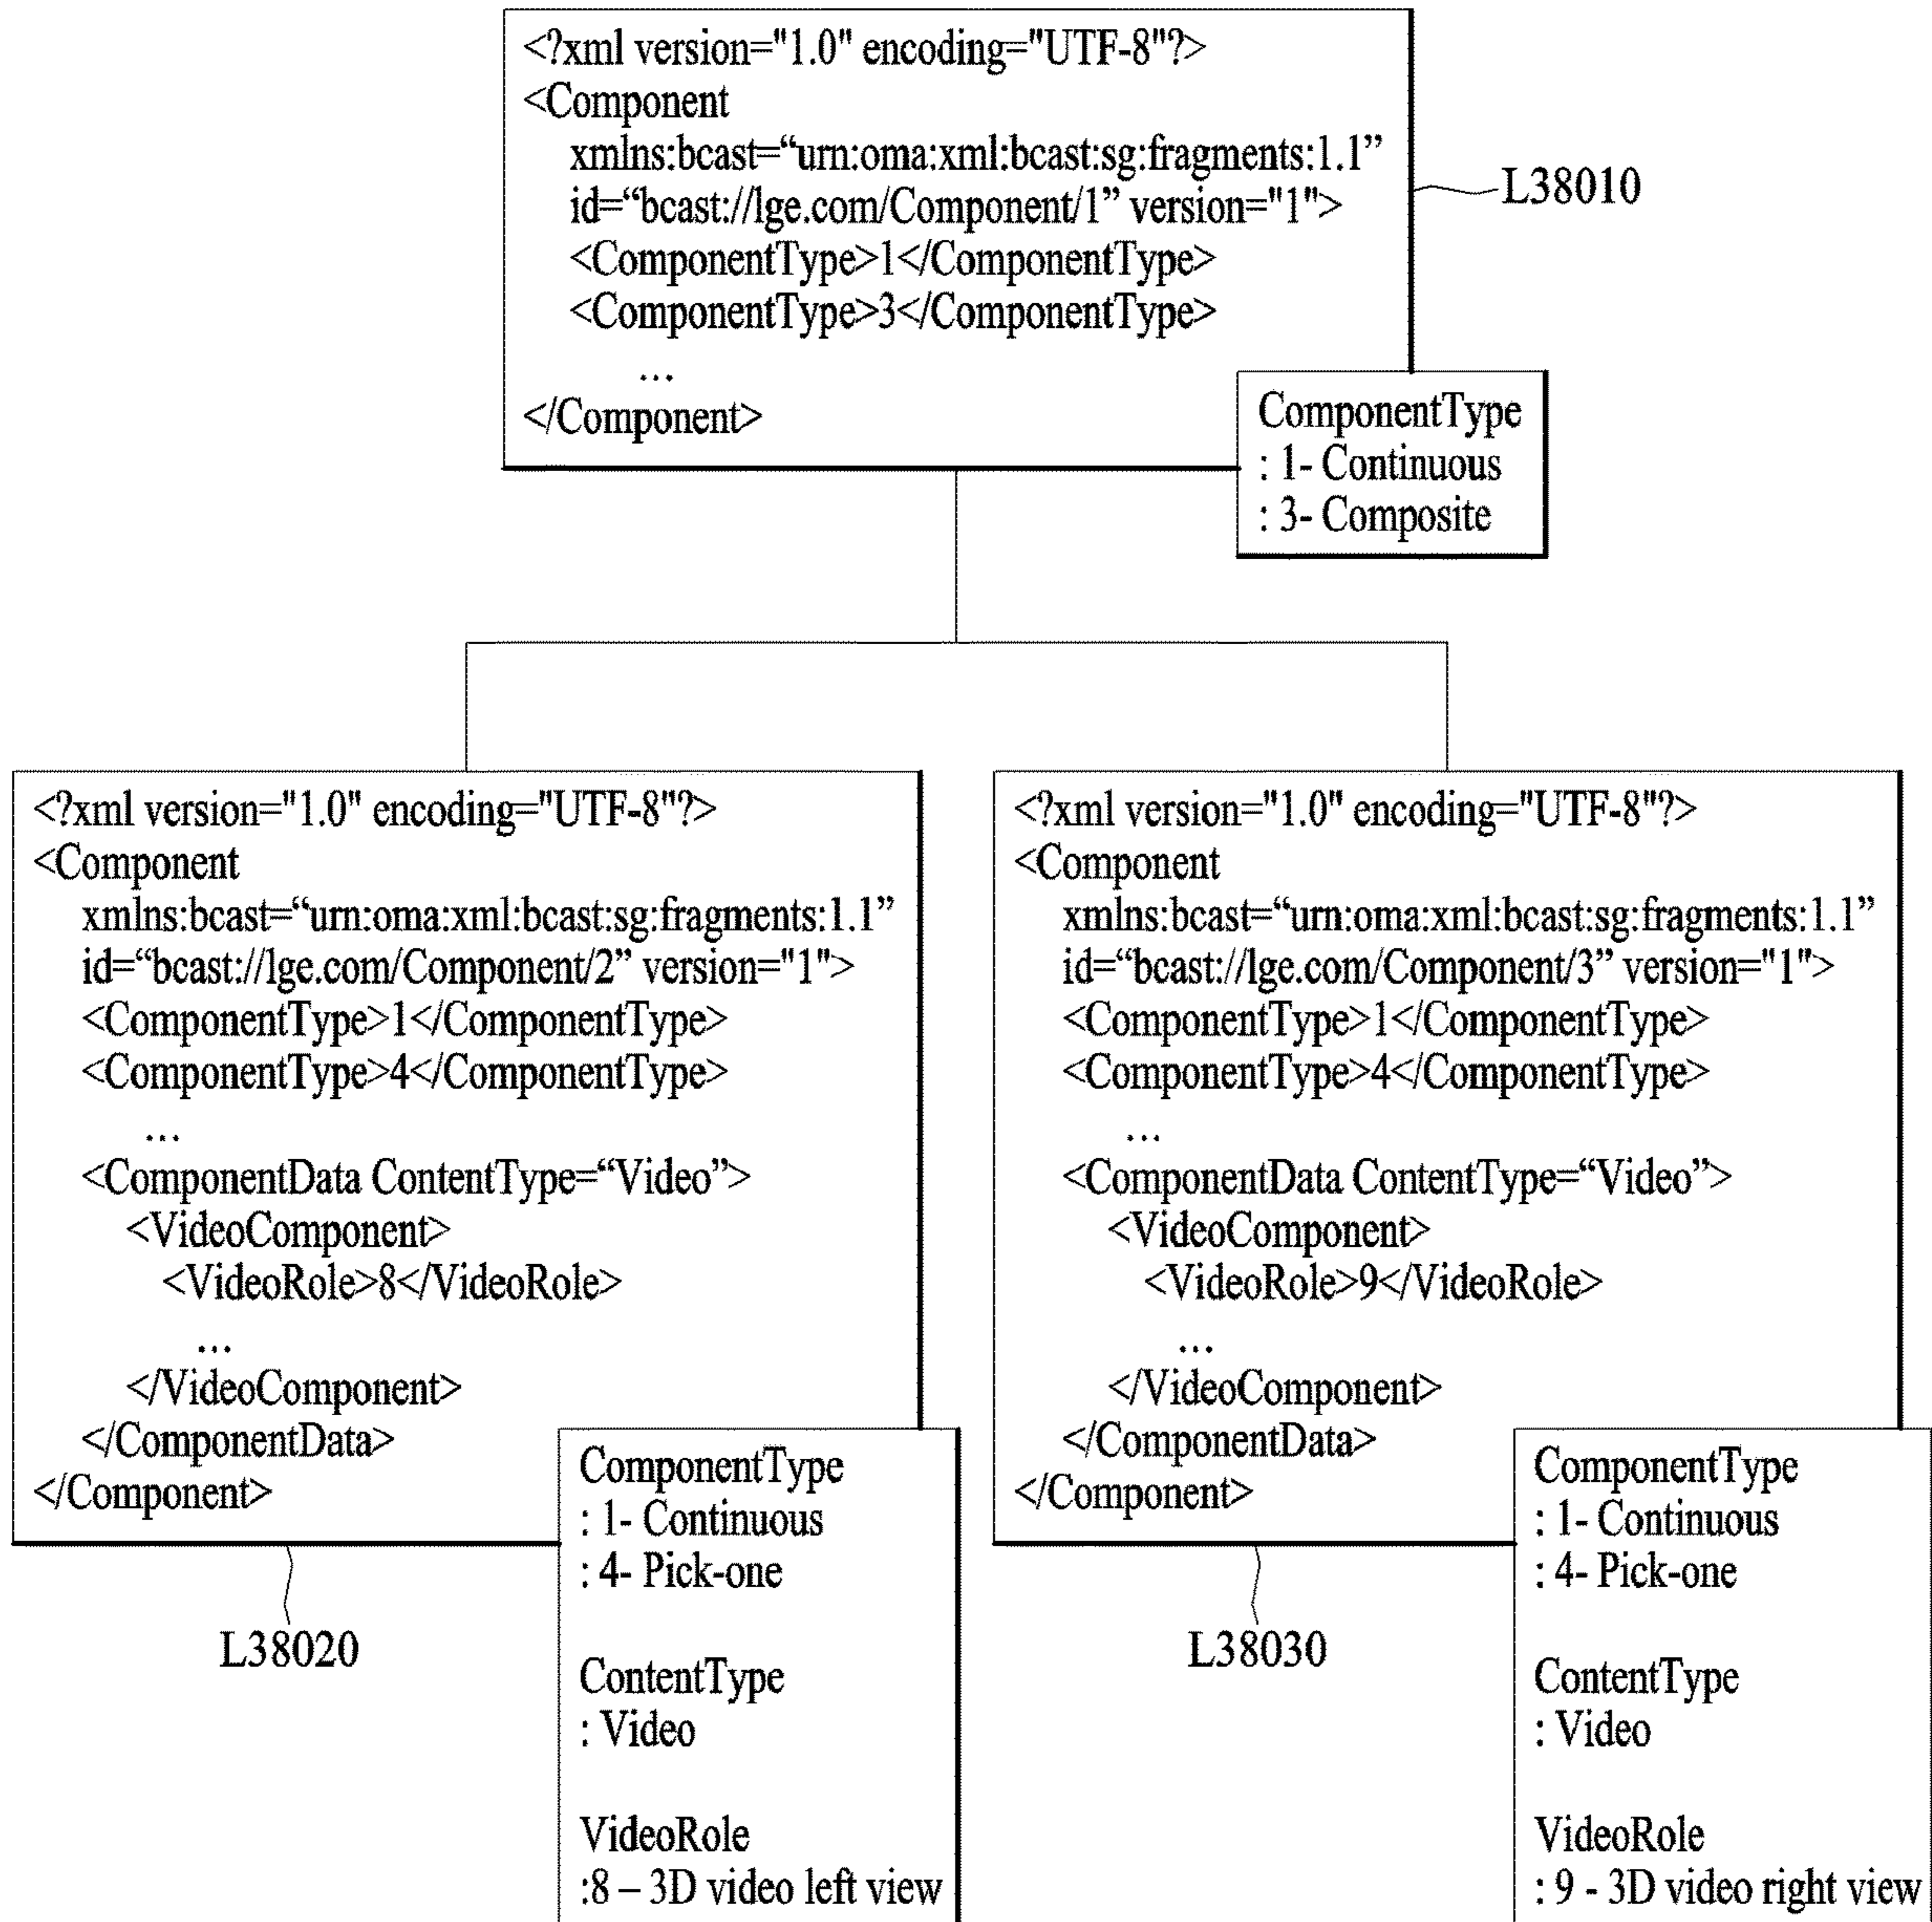 <?xml version="1.0" encoding="UTF-8"?>
<Component
xmlns:bcast=“urn:oma:xml:bcast:sg:fragments:1.1”
id=“bcast://lge.com/Component/1” version="1">
<ComponentType>1</ComponentType>
<ComponentType>3</ComponentType>
...
</Component>
L38010
ComponentType
: 1- Continuous
: 3- Composite
<?xml version="1.0" encoding="UTF-8"?>
<Component
xmlns:bcast=“urn:oma:xml:bcast:sg:fragments:1.1”
id=“bcast://lge.com/Component/2” version="1">
<ComponentType>1</ComponentType>
<ComponentType>4</ComponentType>
...
<ComponentData ContentType=“Video”>
<VideoComponent>
<VideoRole>8</VideoRole>
...
</VideoComponent>
</ComponentData>
</Component>
L38020
ComponentType
: 1- Continuous
: 4- Pick-one
ContentType
: Video
VideoRole
:8 – 3D video left view
<?xml version="1.0" encoding="UTF-8"?>
<Component
xmlns:bcast=“urn:oma:xml:bcast:sg:fragments:1.1”
id=“bcast://lge.com/Component/3” version="1">
<ComponentType>1</ComponentType>
<ComponentType>4</ComponentType>
...
<ComponentData ContentType=“Video”>
<VideoComponent>
<VideoRole>9</VideoRole>
...
</VideoComponent>
</ComponentData>
</Component>
L38030
ComponentType
: 1- Continuous
: 4- Pick-one
ContentType
: Video
VideoRole
: 9 - 3D video right view